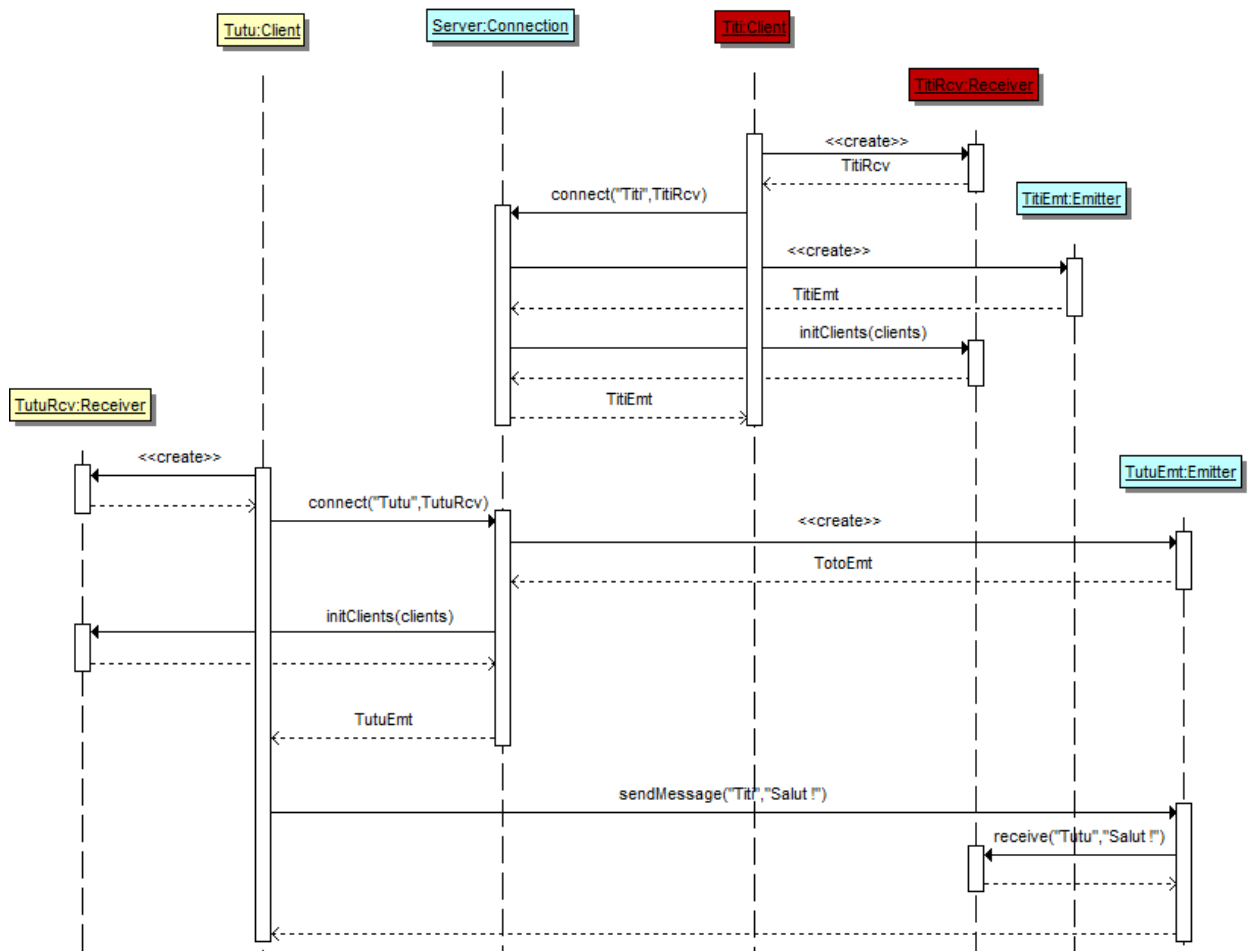 Tutu:Client
Server:Connection
Titi:Client
TitiRcv:Receiver
<<create>>
TitiRcv
connect("Titi",TitiRcv)
TitiEmt:Emitter
<<create>>
TitiEmt
initClients(clients)
TitiEmt
TutuRcv:Receiver
<<create>>
TutuEmt:Emitter
connect("Tutu",TutuRcv)
<<create>>
TotoEmt
initClients(clients)
TutuEmt
sendMessage("Titi","Salut !")
receive("Tutu","Salut !")